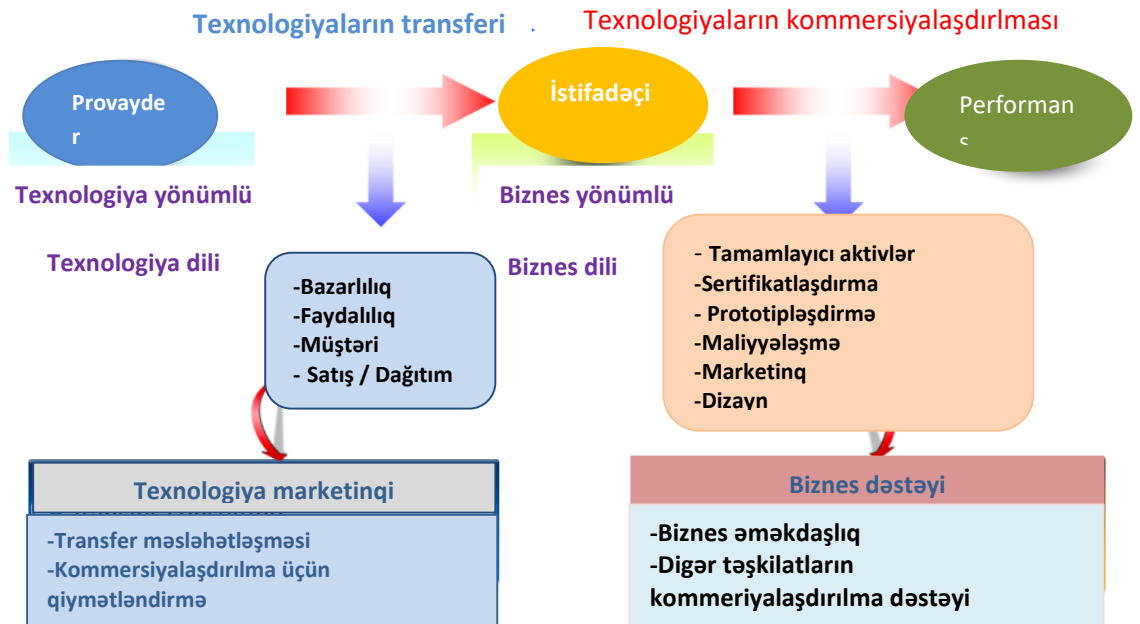 Texnologiyaların transferi .
Texnologiyaların kommersiyalaşdırlması
Provayde
r
İstifadəçi
Performan
s
Texnologiya yönümlü
Biznes yönümlü
Texnologiya dili
Biznes dili
-Bazarlılıq
-Faydalılıq
-Müştəri
- Satış / Dağıtım
- Tamamlayıcı aktivlər
-Sertifikatlaşdırma
- Prototipləşdirmə
-Maliyyələşmə
-Marketinq
-Dizayn
Texnologiya marketinqi
-Transfer məsləhətləşməsi
-Kommersiyalaşdırılma üçün
qiymətləndirmə
Biznes dəstəyi
-Biznes əməkdaşlıq
-Digər təşkilatların
kommeriyalaşdırılma dəstəyi